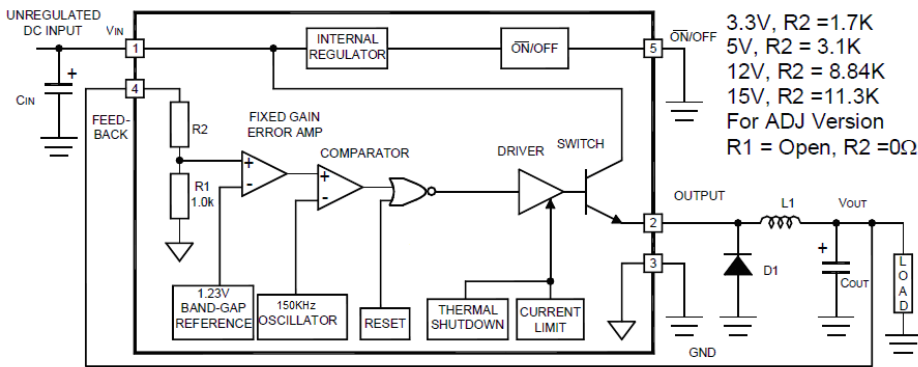 UNREGULATED
DC INPUT
VIN
1
+
CIN
4
FEED-
BACK
INTERNAL
REGULATOR
ON/OFF
5
ON/OFF
3.3V, R2 =1.7K
5V, R2 = 3.1K
12V, R2 = 8.84K
15V, R2 =11.3K
For ADJ Version
R1 = Open, R2 =0Ω
R2
R1
1.0k
FIXED GAIN
ERROR AMP
+
-
COMPARATOR
+
-
DRIVER
SWITCH
OUTPUT
2
3
L1
VOUT
D1
+
COUT
LOAD
1.23V
BAND-GAP
REFERENCE
150KHz
OSCILLATOR
RESET
THERMAL
SHUTDOWN
CURRENT
LIMIT
GND